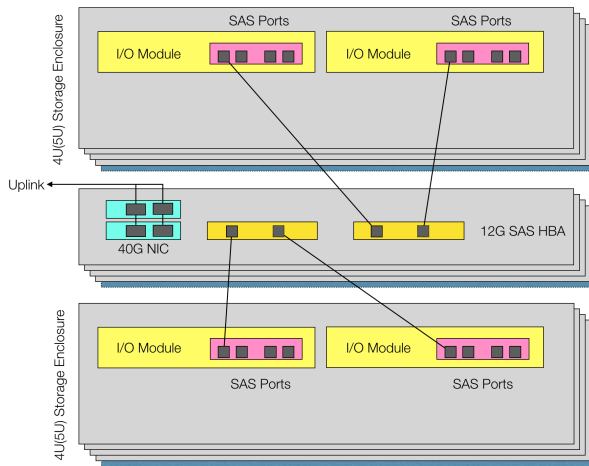 SAS Ports
SAS Ports
I/O Module
I/O Module
4U(5U) Storage Enclosure
Uplink
40G NIC
12G SAS HBA
I/O Module
I/O Module
SAS Ports
SAS Ports
4U(5U) Storage Enclosure